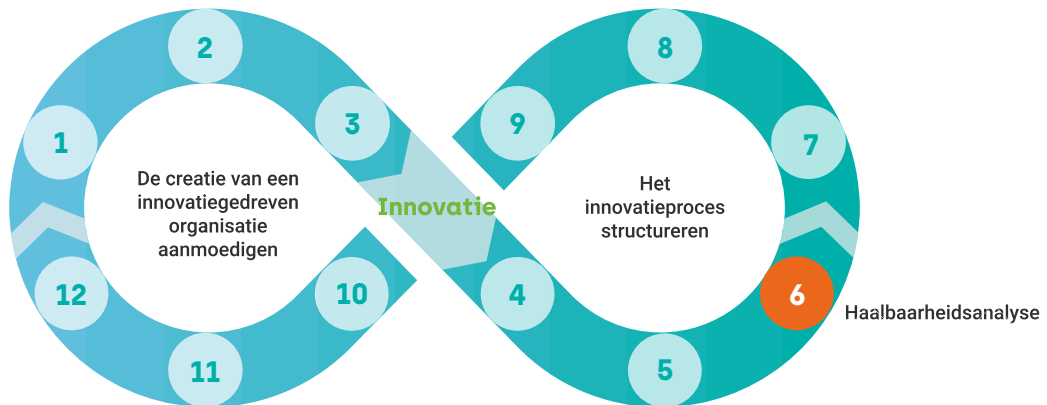 2
8
3
9
1
7
De creatie van een
innovatiegedreven
organisatie
aanmoedigen
Innovatie
Het
innovatieproces
structureren
12
10
4
6
Haalbaarheidsanalyse
11
5